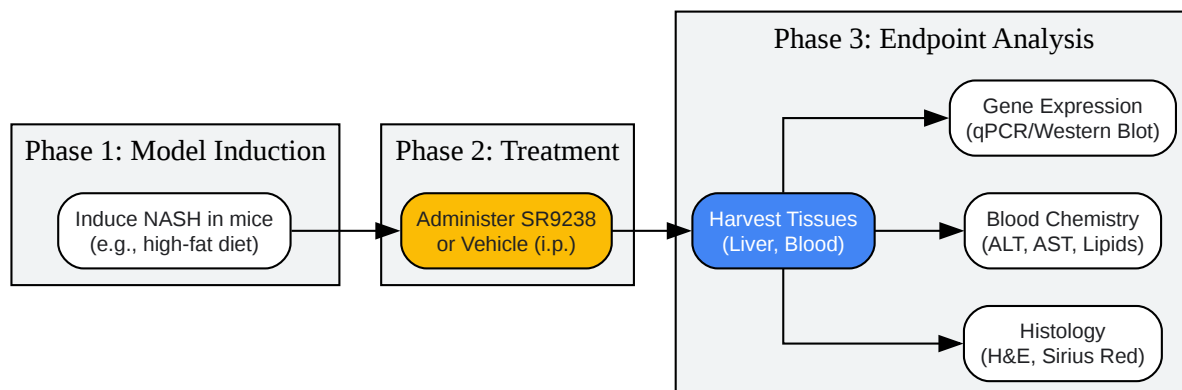 Phase 1: Model Induction
Induce NASH in mice
(e.g., high-fat diet)
Phase 2: Treatment
Administer SR9238
or Vehicle (i.p.)
Phase 3: Endpoint Analysis
Harvest Tissues
(Liver, Blood)
Gene Expression
(qPCR/Western Blot)
Blood Chemistry
(ALT, AST, Lipids)
Histology
(H&E, Sirius Red)